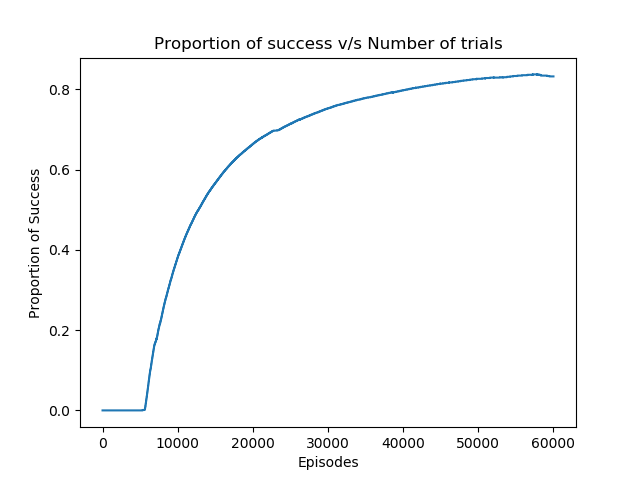 Proportion of success v/s Number of trials
0.8
0.6
0.4
0.2
0.0
Proportion of Success
0 10000 20000 30000 40000 50000 60000
Episodes